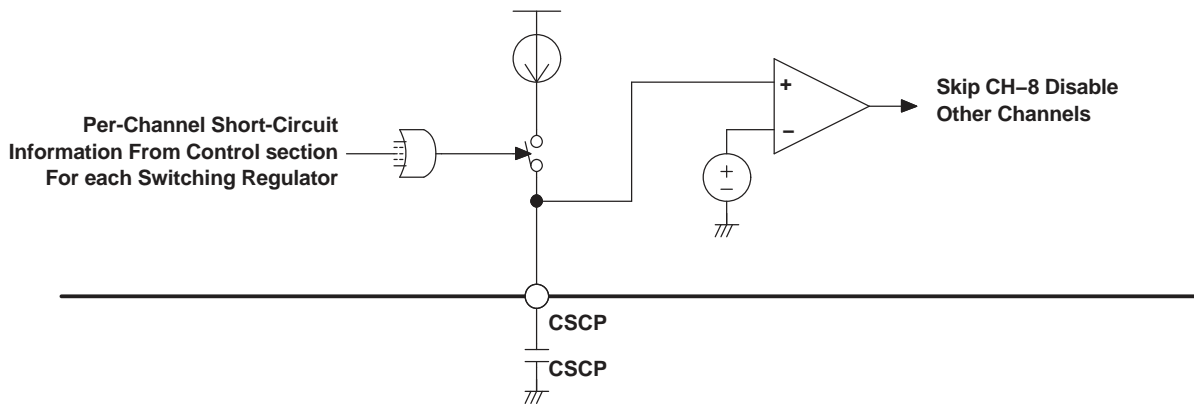 Per-Channel Short-Circuit
Information From Control section
For each Switching Regulator
+
−
+
−
Skip CH−8 Disable
Other Channels
CSCP
CSCP